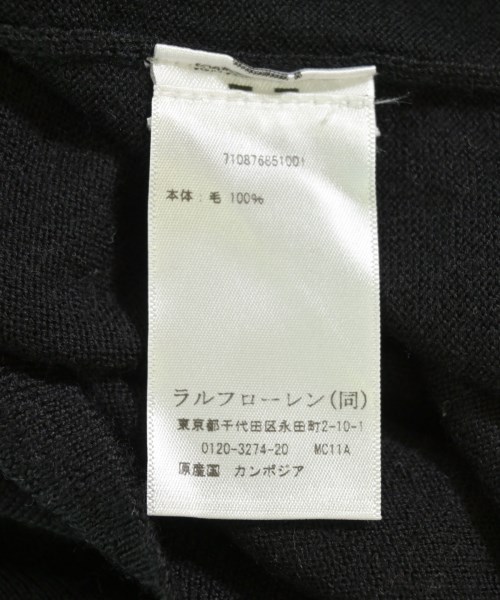 710876851001
本体：毛 100%
ラルフローレン(同)
東京都千代田区永田町2-10-1
0120-3274-20 MC11A
原産国 カンボジア